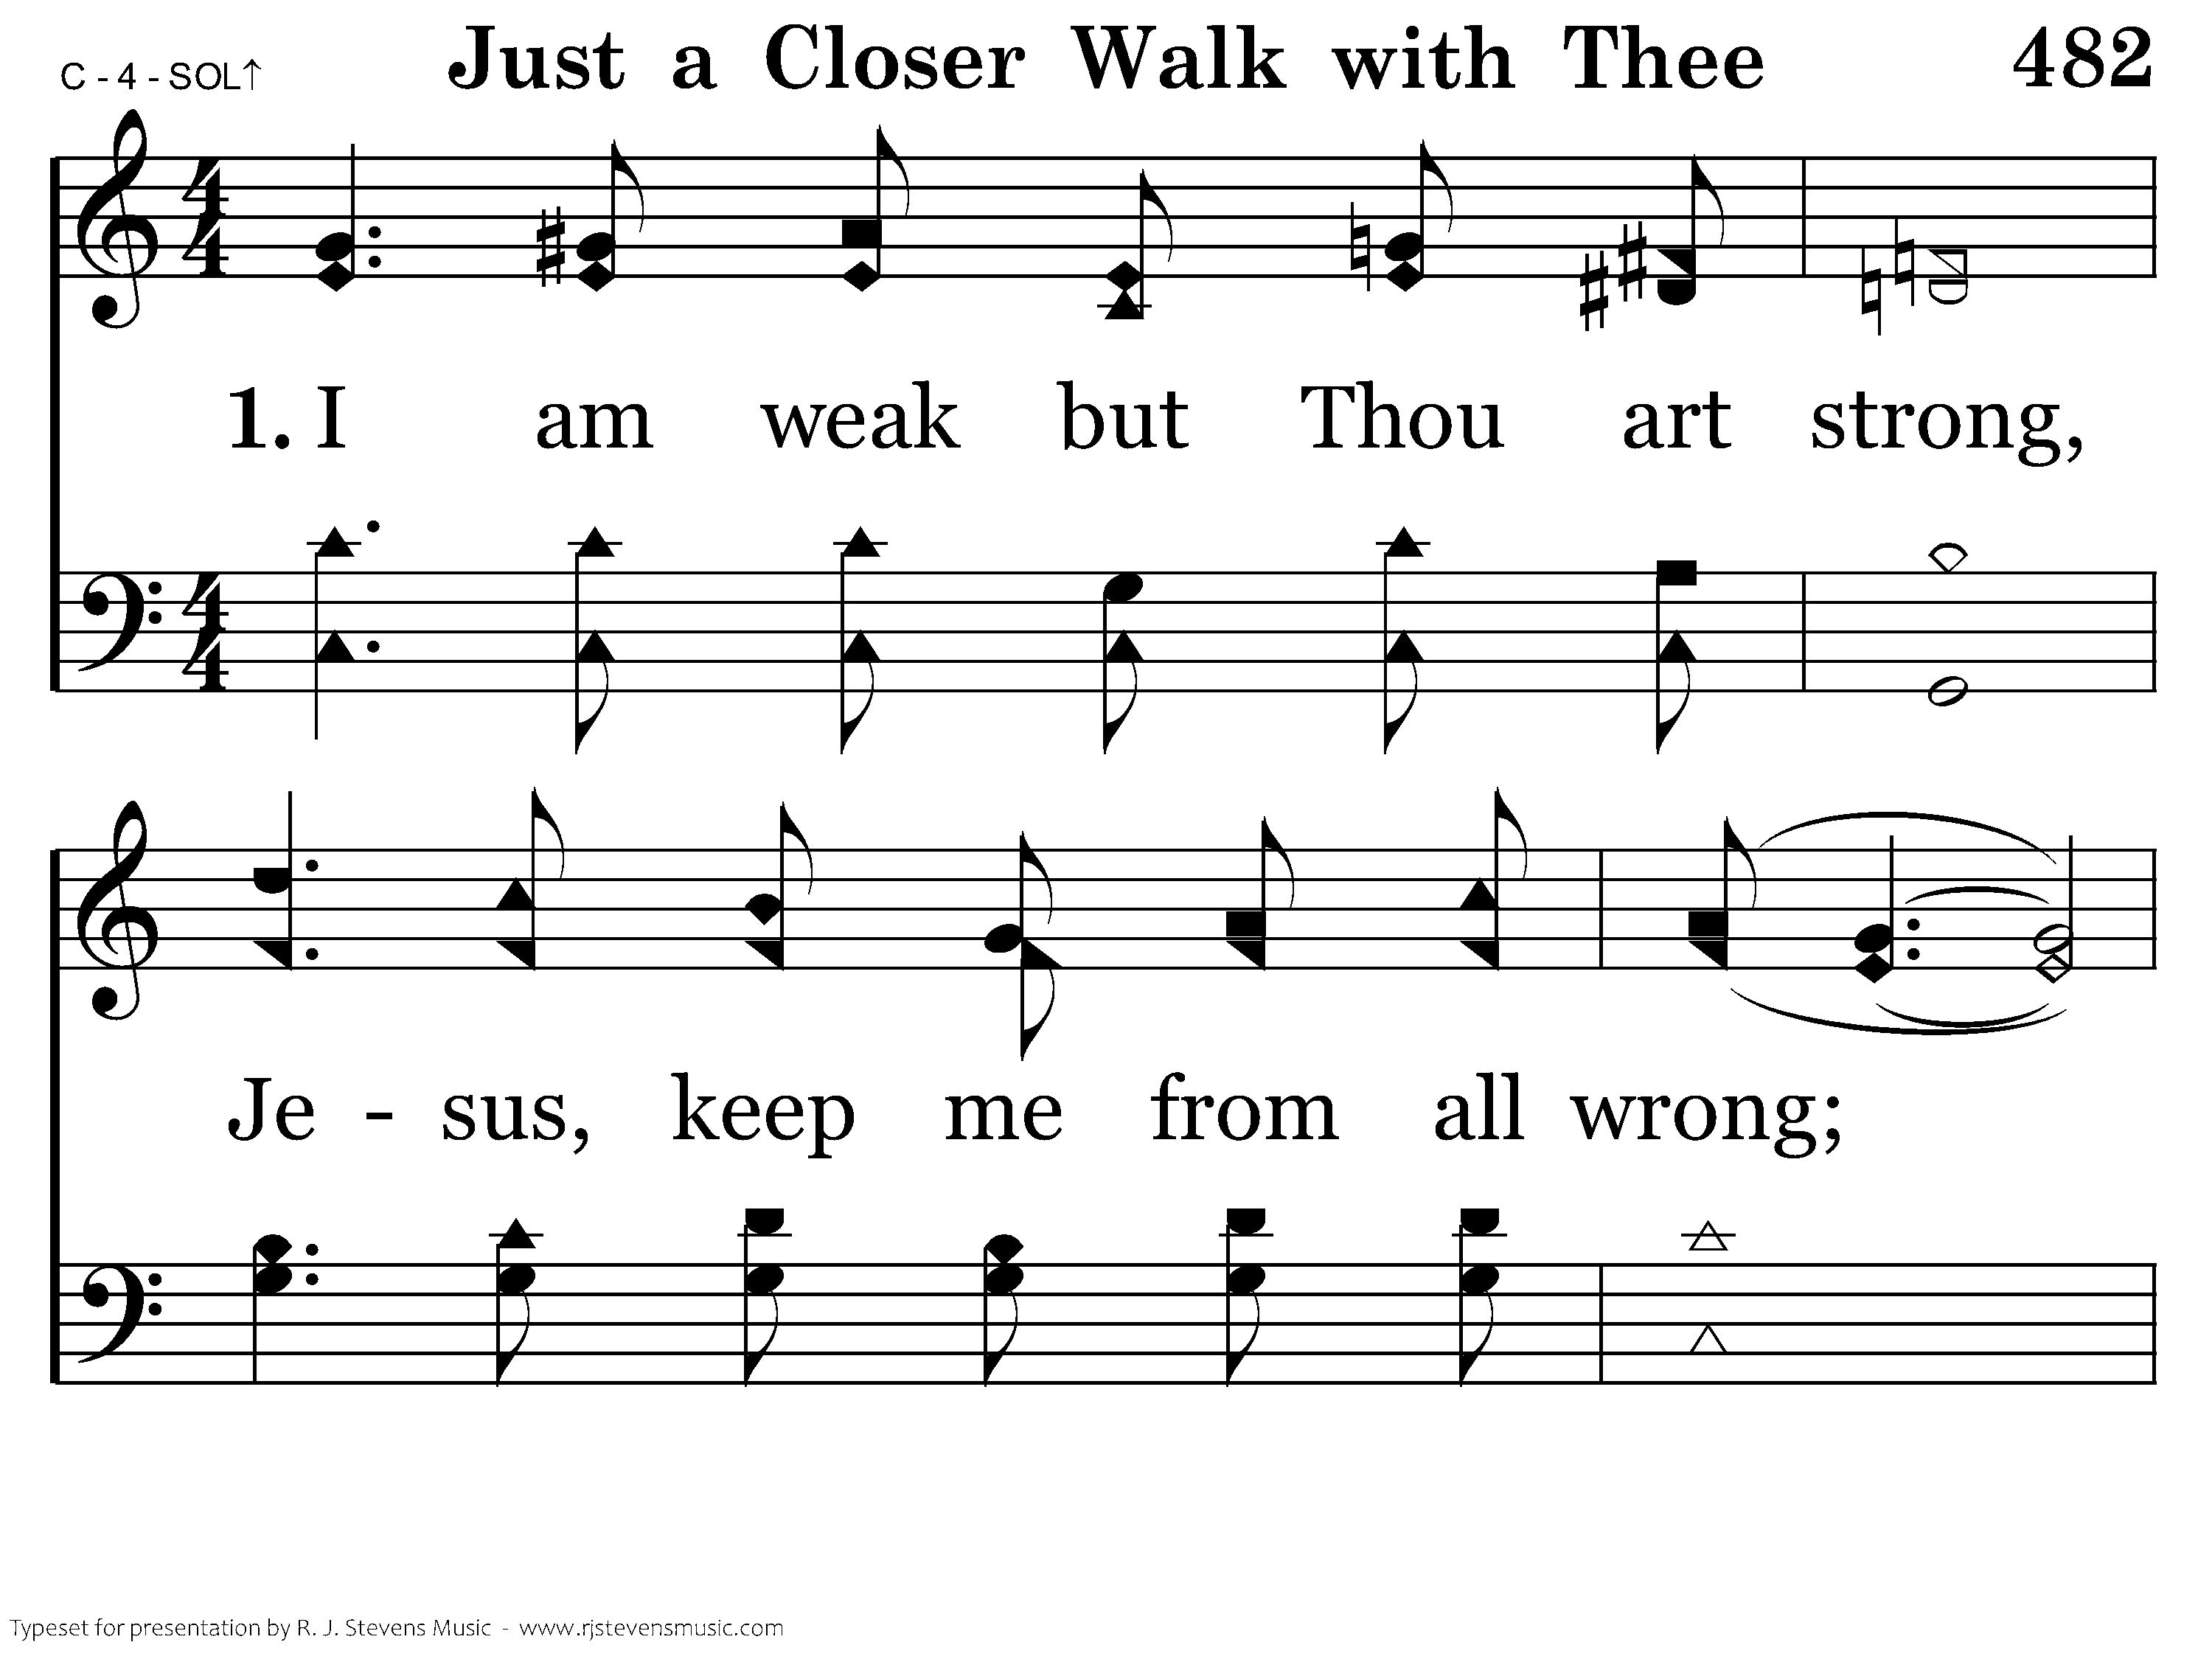 C - 4 - SOL↑ Just a Closer Walk with Thee 482
1. I am weak but Thou art strong,
Je - sus, keep me from all wrong;
Typeset for presentation by R. J. Stevens Music - www.rjstevensmusic.com